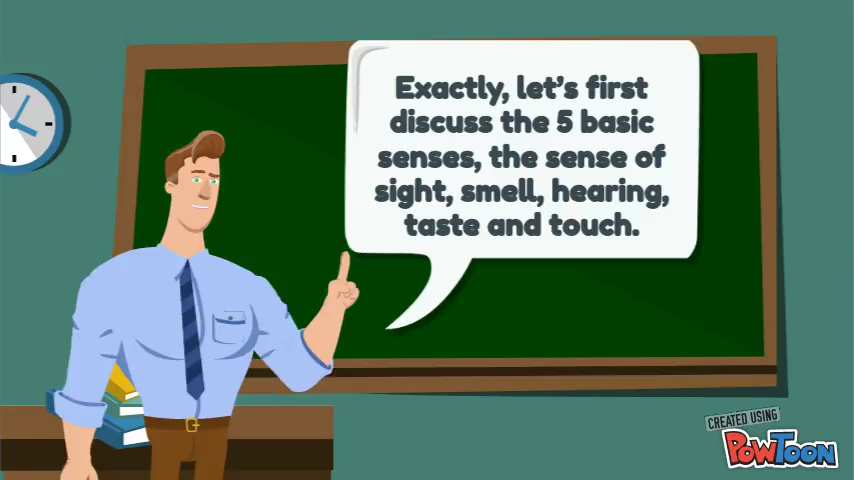 Exactly, let's first
discuss the 5 basic
senses, the sense of
sight, smell, hearing,
taste and touch.
CREATED USING
POWTOON